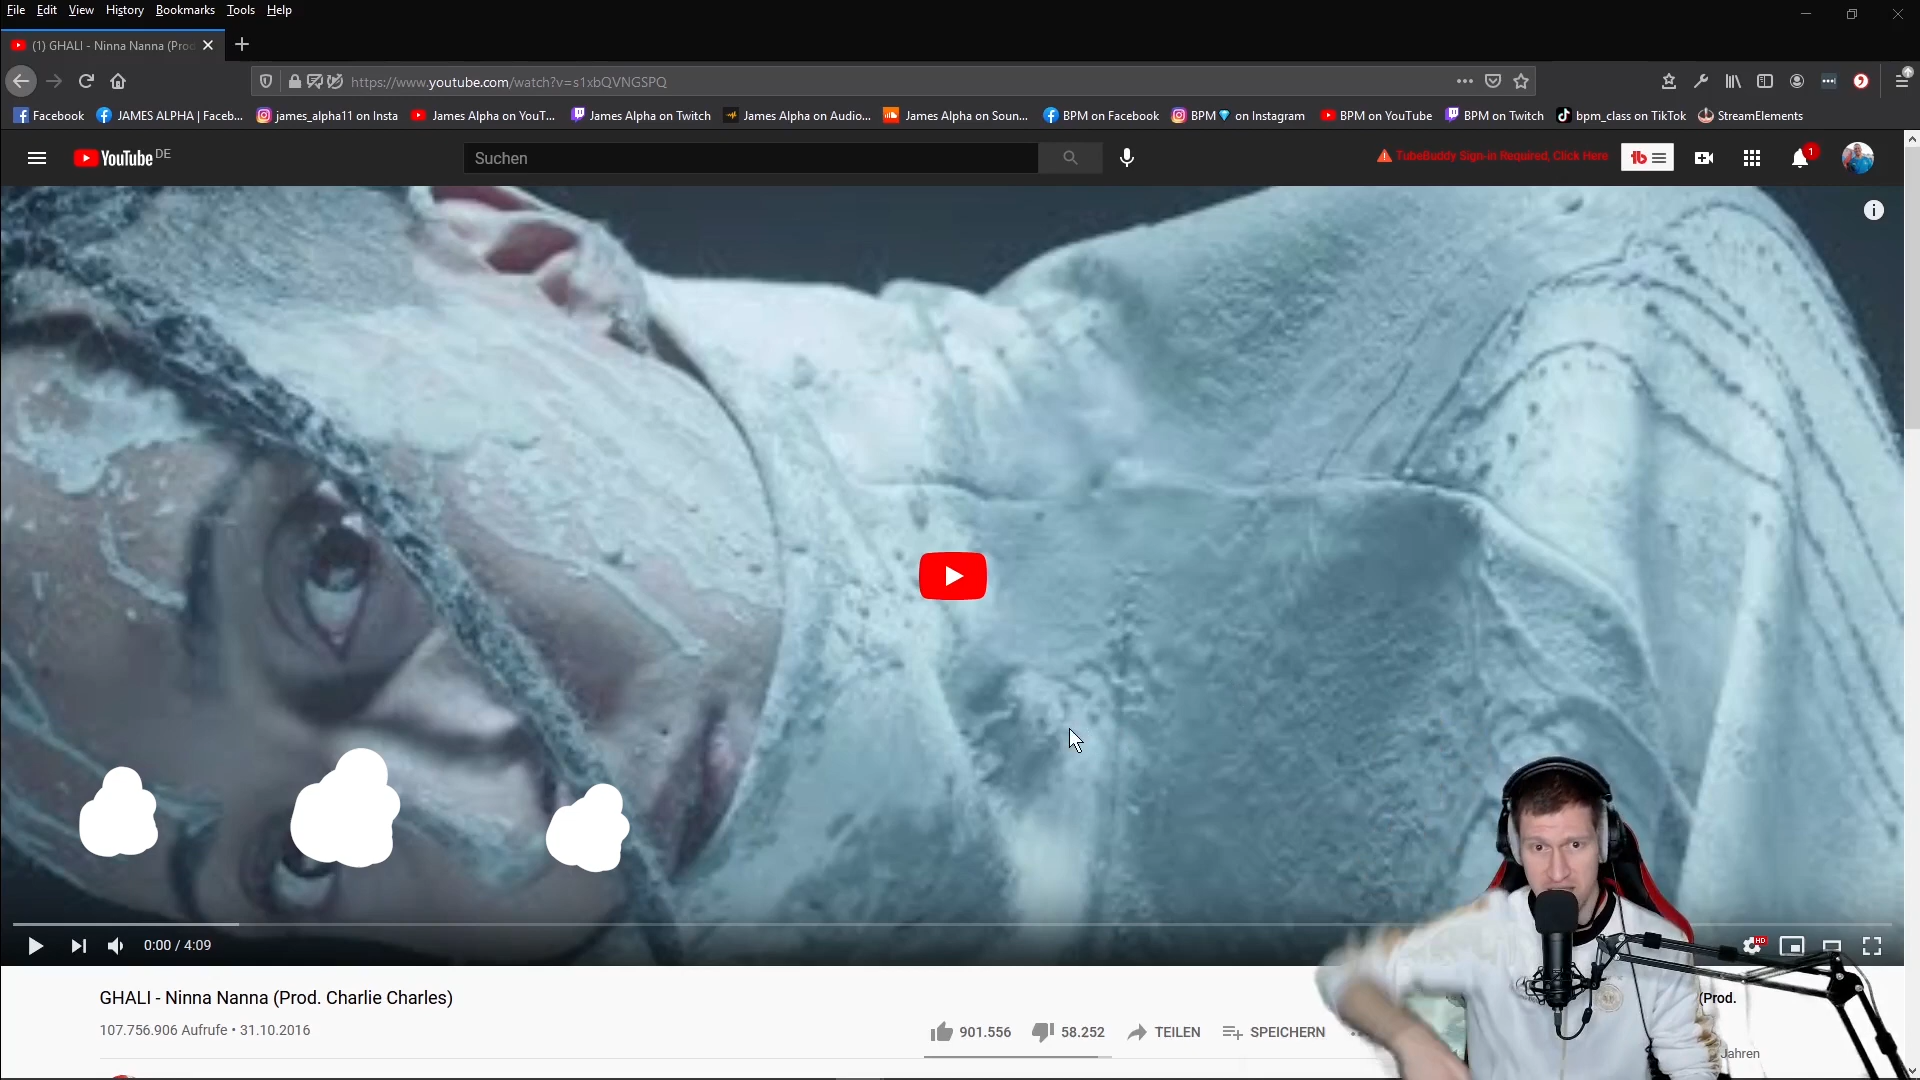 File Edit View History Bookmarks Tools Help
(1) GHALI - Ninna Nanna (Prod
https://www.youtube.com/watch?v=s1xbQVNGSPQ
Facebook JAMES ALPHA | Faceb... james_alpha11 on Insta James Alpha on YouT... James Alpha on Twitch James Alpha on Audio... James Alpha on Soun... BPM on Facebook BPM💎 on Instagram BPM on YouTube BPM on Twitch bpm_class on TikTok StreamElements
YouTube DE Suchen TubeBuddy Sign-in Required, Click Here tb 1
0:00 / 4:09 HD
GHALI - Ninna Nanna (Prod. Charlie Charles) (Prod.
107.756.906 Aufrufe • 31.10.2016 901.556 58.252 TEILEN SPEICHERN
Jahren